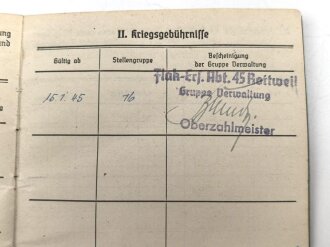 II. Kriegsgebührnisse
Gültig ab
Stellengruppe
Bescheinigung
der Gruppe Verwaltung
Flak-Ers. Abt. 45 Rottweil
15.1.45 16
Gruppe Verwaltung
Oberzahlmeister